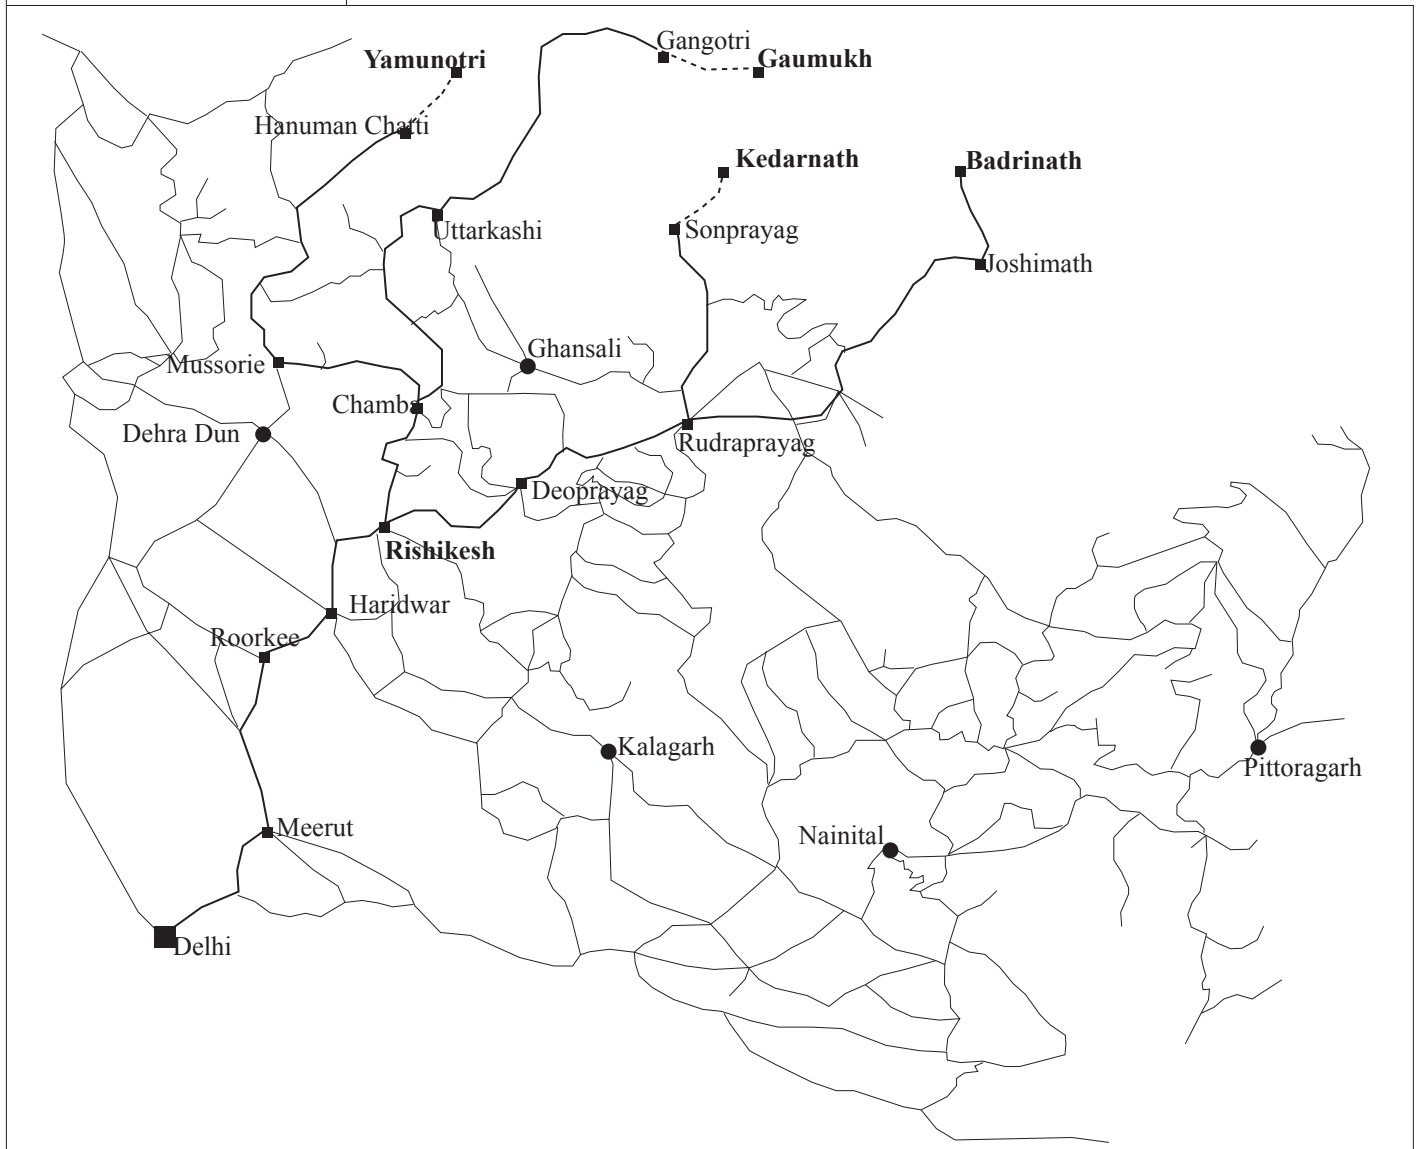 Gangotri
Yamunotri
Gaumukh
Hanuman Chatti
Kedarnath
Badrinath
Uttarkashi
Sonprayag
Joshimath
Ghansali
Mussorie
Chamba
Dehra Dun
Rudraprayag
Deoprayag
Rishikesh
Haridwar
Roorkee
Kalagarh
Pittoragarh
Meerut
Nainital
Delhi